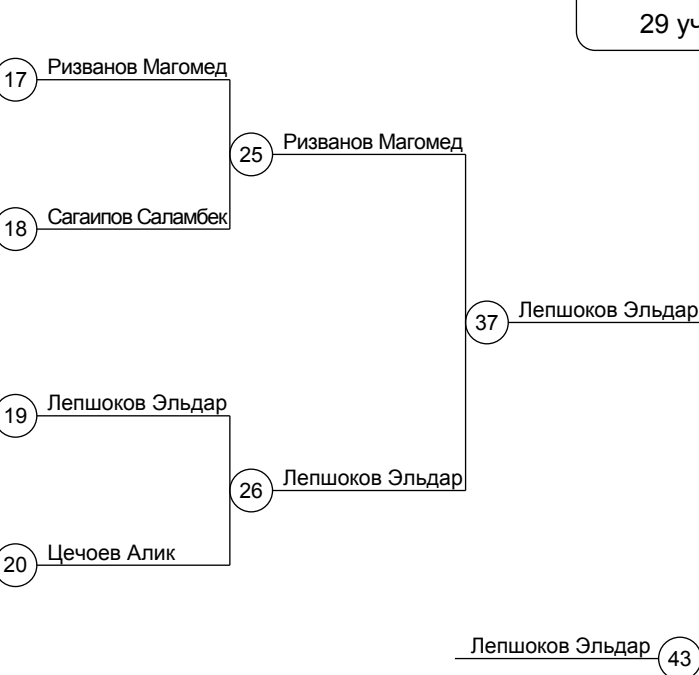 29 уч
17 Ризванов Магомед
25 Ризванов Магомед
18 Сагаипов Саламбек
37 Лепшоков Эльдар
19 Лепшоков Эльдар
26 Лепшоков Эльдар
20 Цечоев Алик
Лепшоков Эльдар 43